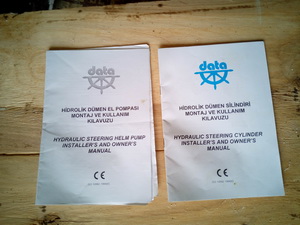 data
HİDROLİK DÜMEN EL POMPASI
MONTAJ VE KULLANIM
KILAVUZU
HYDRAULIC STEERING HELM PUMP
INSTALLER'S AND OWNER'S
MANUAL
CE
data
HİDROLİK DÜMEN SİLİNDİRİ
MONTAJ VE KULLANIM
KILAVUZU
HYDRAULIC STEERING CYLINDER
INSTALLER'S AND OWNER'S
MANUAL
CE